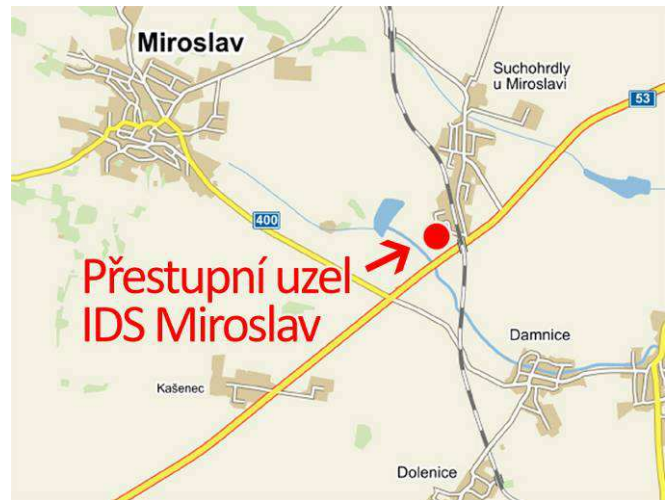 Miroslav
Suchohrdly
u Miroslavi
53
400
Přestupní uzel
IDS Miroslav
Damnice
Kašenec
Dolenice